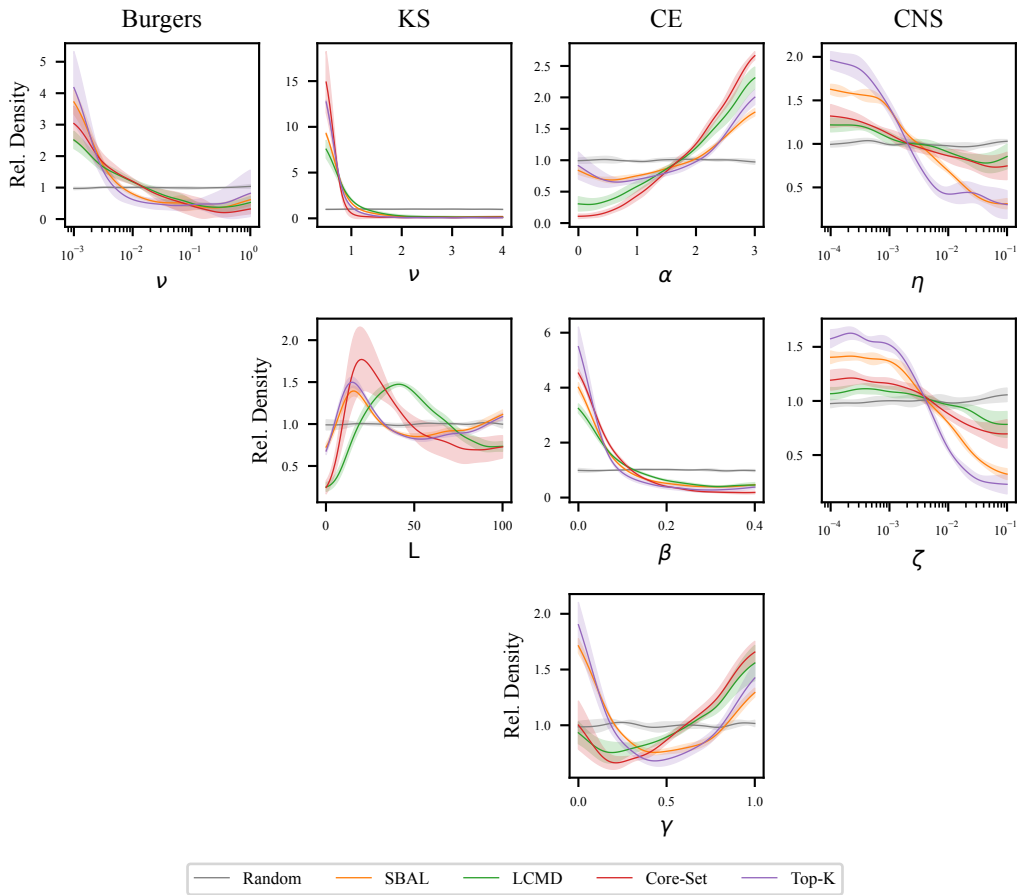 Burgers KS CE CNS
Rel. Density
5
4
3
2
1
0
10⁻³ 10⁻² 10⁻¹ 10⁰
ν
15
10
5
0
1 2 3 4
ν
2.5
2.0
1.5
1.0
0.5
0.0
0 1 2 3
α
2.0
1.5
1.0
0.5
10⁻⁴ 10⁻³ 10⁻² 10⁻¹
η
Rel. Density
2.0
1.5
1.0
0.5
0 50 100
L
6
4
2
0
0.0 0.2 0.4
β
1.5
1.0
0.5
10⁻⁴ 10⁻³ 10⁻² 10⁻¹
ζ
Rel. Density
2.0
1.5
1.0
0.0 0.5 1.0
γ
Random SBAL LCMD Core-Set Top-K